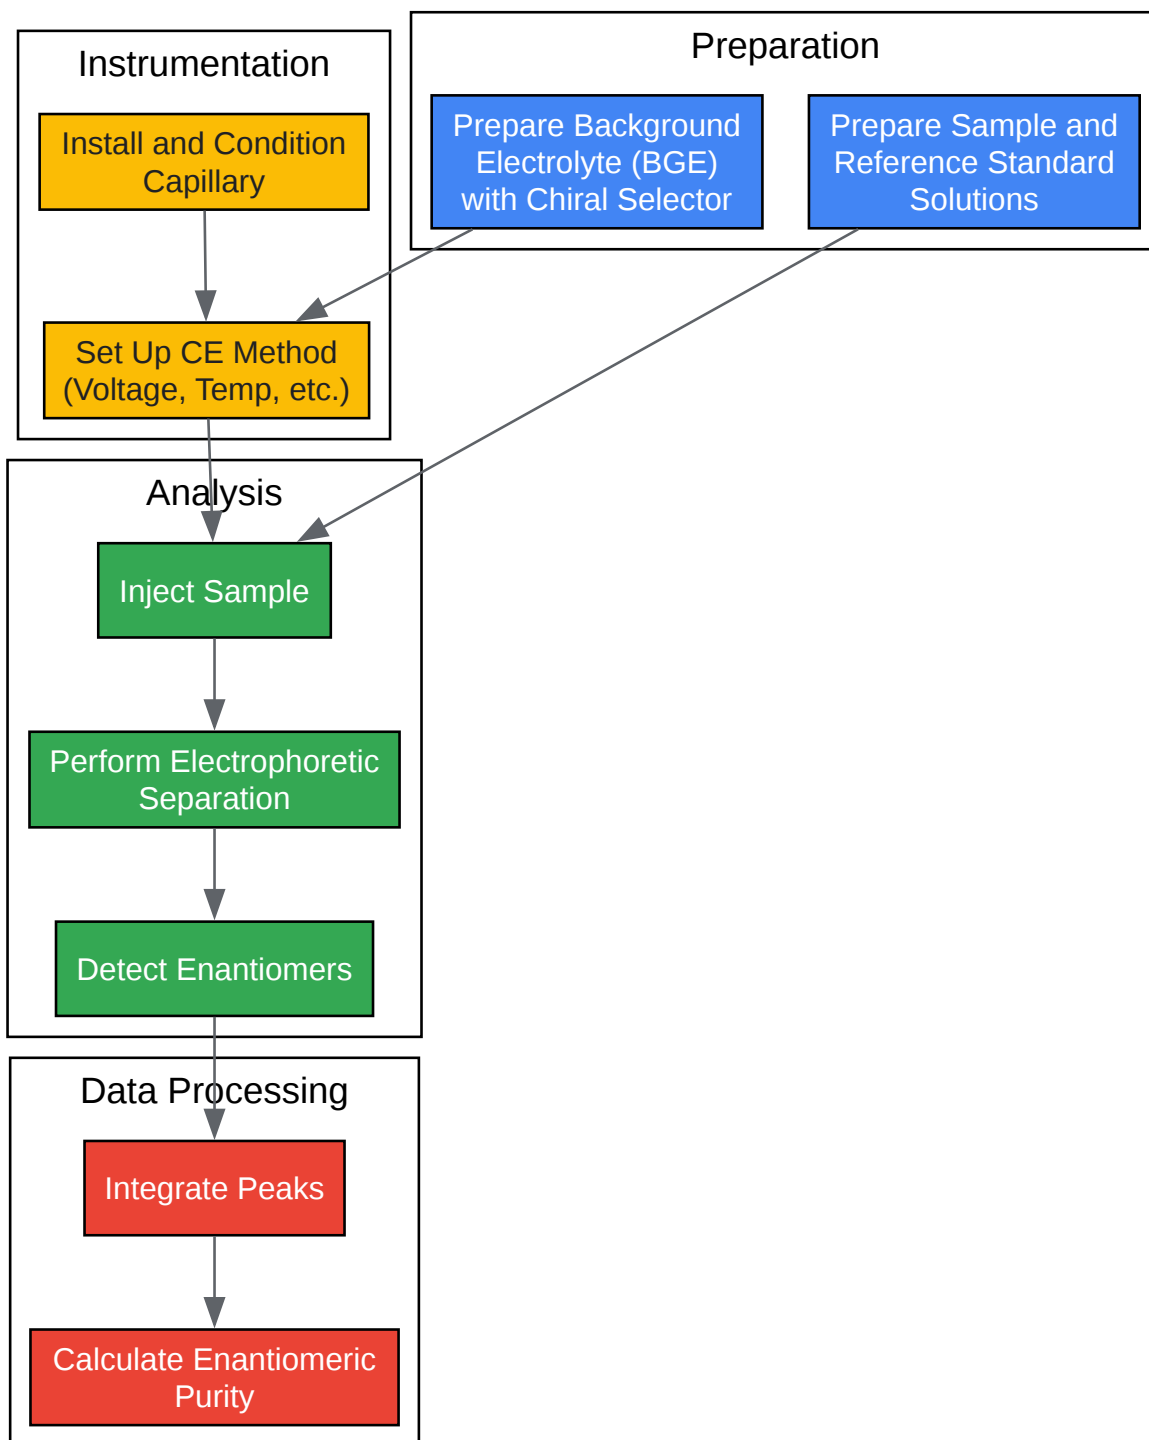 Instrumentation
Install and Condition
Capillary
Set Up CE Method
(Voltage, Temp, etc.)
Preparation
Prepare Background
Electrolyte (BGE)
with Chiral Selector
Prepare Sample and
Reference Standard
Solutions
Analysis
Inject Sample
Perform Electrophoretic
Separation
Detect Enantiomers
Data Processing
Integrate Peaks
Calculate Enantiomeric
Purity